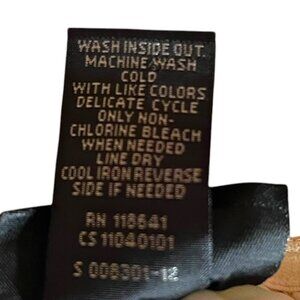 WASH INSIDE OUT
MACHINE WASH
COLD
WITH LIKE COLORS
DELICATE CYCLE
ONLY NON-
CHLORINE BLEACH
WHEN NEEDED
LINE DRY
COOL IRON REVERSE
SIDE IF NEEDED
RN 118641
CS 11040101
S 008301-12